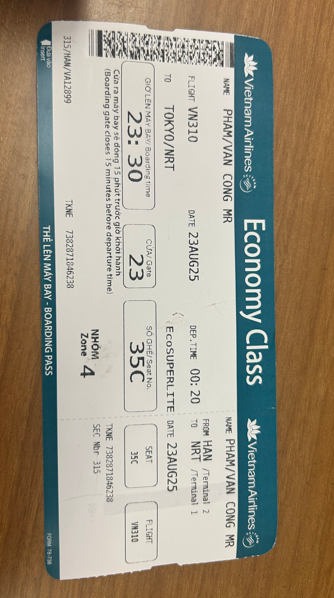 Vietnam Airlines
Economy Class
NAME PHAM/VAN CONG MR
FLIGHT VN310 DATE 23AUG25 DEP.TIME 00:20
TO TOKYO/NRT ECOSUPERLITE
GIỜ LÊN MÁY BAY/ Boarding time
23:30
CỬA/ Gate
23
SỐ GHẾ/ Seat No.
35C
Cửa ra máy bay sẽ đóng 15 phút trước giờ khởi hành
(Boarding gate closes 15 minutes before departure time)
NHÓM
Zone 4
315/HAN/VA12899 TKNE 7382871846238
THẺ LÊN MÁY BAY - BOARDING PASS
Vietnam Airlines
NAME PHAM/VAN CONG MR
FROM HAN /Terminal 2
TO NRT /Terminal 1
DATE 23AUG25
SEAT
35C
FLIGHT
VN310
TKNE 7382871846238
SEC Nbr 315